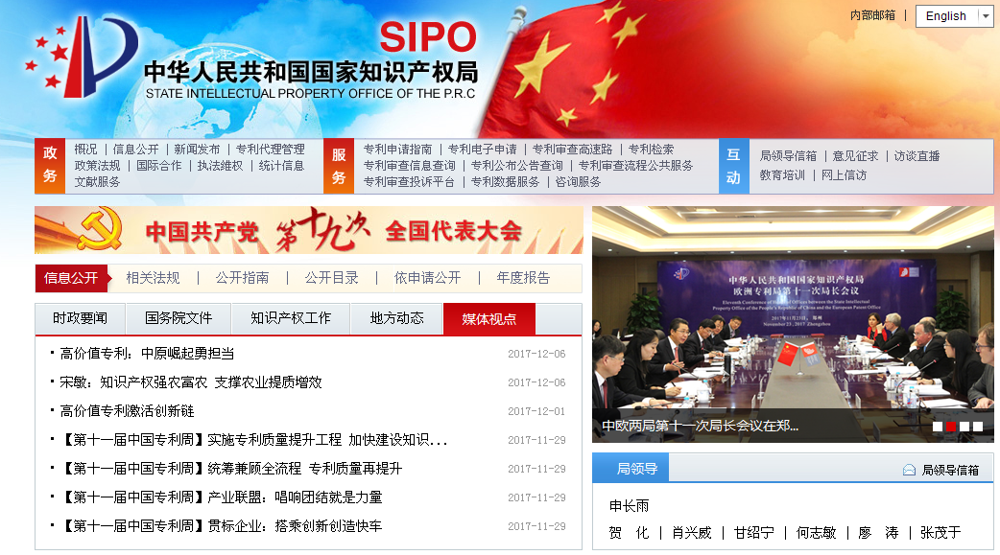 内部邮箱 | English
SIPO
中华人民共和国国家知识产权局
STATE INTELLECTUAL PROPERTY OFFICE OF THE P.R.C
政务
概况 | 信息公开 | 新闻发布 | 专利代理管理
政策法规 | 国际合作 | 执法维权 | 统计信息
文献服务
服务
专利申请指南 | 专利电子申请 | 专利审查高速路 | 专利检索
专利审查信息查询 | 专利公布公告查询 | 专利审查流程公共服务
专利审查投诉平台 | 专利数据服务 | 咨询服务
互动
局领导信箱 | 意见征求 | 访谈直播
教育培训 | 网上信访
中国共产党 第十九次 全国代表大会
信息公开 相关法规 | 公开指南 | 公开目录 | 依申请公开 | 年度报告
时政要闻 国务院文件 知识产权工作 地方动态 媒体视点
· 高价值专利：中原崛起勇担当 2017-12-06
· 宋敏：知识产权强农富农 支撑农业提质增效 2017-12-06
· 高价值专利激活创新链 2017-12-01
· 【第十一届中国专利周】实施专利质量提升工程 加快建设知识... 2017-11-29
· 【第十一届中国专利周】统筹兼顾全流程 专利质量再提升 2017-11-29
· 【第十一届中国专利周】产业联盟：唱响团结就是力量 2017-11-29
· 【第十一届中国专利周】贯标企业：搭乘创新创造快车 2017-11-29
中华人民共和国国家知识产权局
欧洲专利局第十一次局长会议
Eleventh Conference of Heads of Offices between the State Intellectual
Property Office of the People's Republic of China and the European Patent Office
2017年11月23日，郑州
November 23, 2017 Zhengzhou
中欧两局第十一次局长会议在郑...
局领导 局领导信箱
申长雨
贺 化 | 肖兴威 | 甘绍宁 | 何志敏 | 廖 涛 | 张茂于